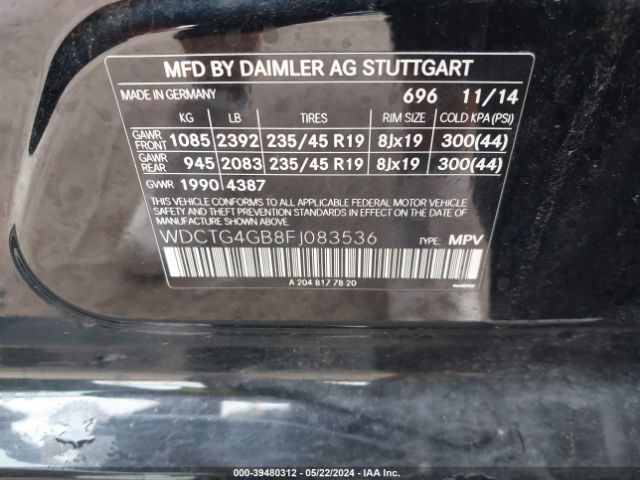 MFD BY DAIMLER AG STUTTGART
MADE IN GERMANY 696 11/14
KG LB TIRES RIM SIZE COLD KPA (PSI)
GAWR FRONT 1085 2392 235/45 R19 8Jx19 300(44)
GAWR REAR 945 2083 235/45 R19 8Jx19 300(44)
GVWR 1990 4387
THIS VEHICLE CONFORMS TO ALL APPLICABLE FEDERAL MOTOR VEHICLE
SAFETY, BUMPER, AND THEFT PREVENTION STANDARDS IN EFFECT ON
THE DATE OF MANUFACTURE SHOWN ABOVE.
WDCTG4GB8FJ083536 TYPE: MPV
A 204 817 78 20
000-39480312 - 05/22/2024 - IAA Inc.